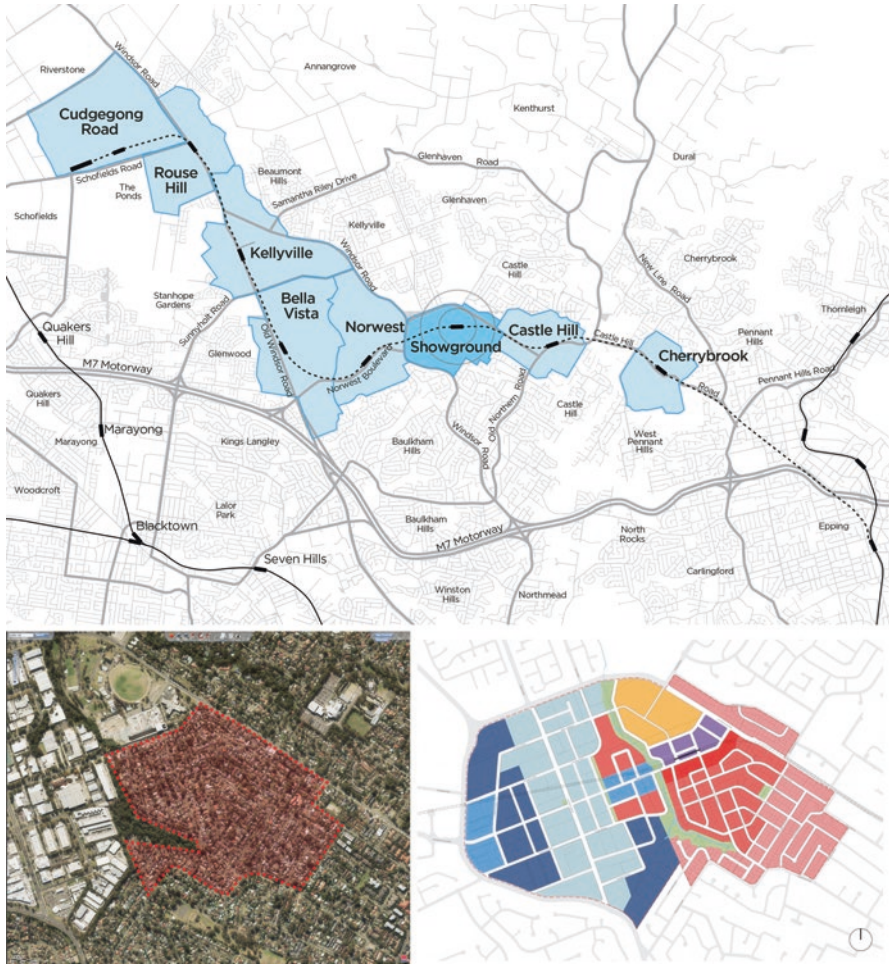 Riverstone
Windsor Road
Annangrove
Cudgegong
Road
Kenthurst
Dural
Schofields Road
Rouse
Hill
The
Ponds
Beaumont
Hills
Samantha Riley Drive
Glenhaven
Road
Glenhaven
Schofields
Kellyville
Kellyville
Windsor Road
Castle
Hill
New Line Road
Cherrybrook
Stanhope
Gardens
Bella
Vista
Norwest
Castle Hill
Showground
Castle Hill
Road
Cherrybrook
Thornleigh
Pennant
Hills
Pennant Hills Road
Quakers
Hill
Sunnyholt Road
Glenwood
Old Windsor Road
Norwest Boulevard
M7 Motorway
Old Northern Road
Castle
Hill
Quakers
Hill
Marayong
Marayong
Kings Langley
Baulkham
Hills
Windsor Road
West
Pennant
Hills
Woodcroft
Lalor
Park
Blacktown
Baulkham
Hills
M7 Motorway
North
Rocks
Epping
Seven Hills
Carlingford
Winston
Hills
Northmead